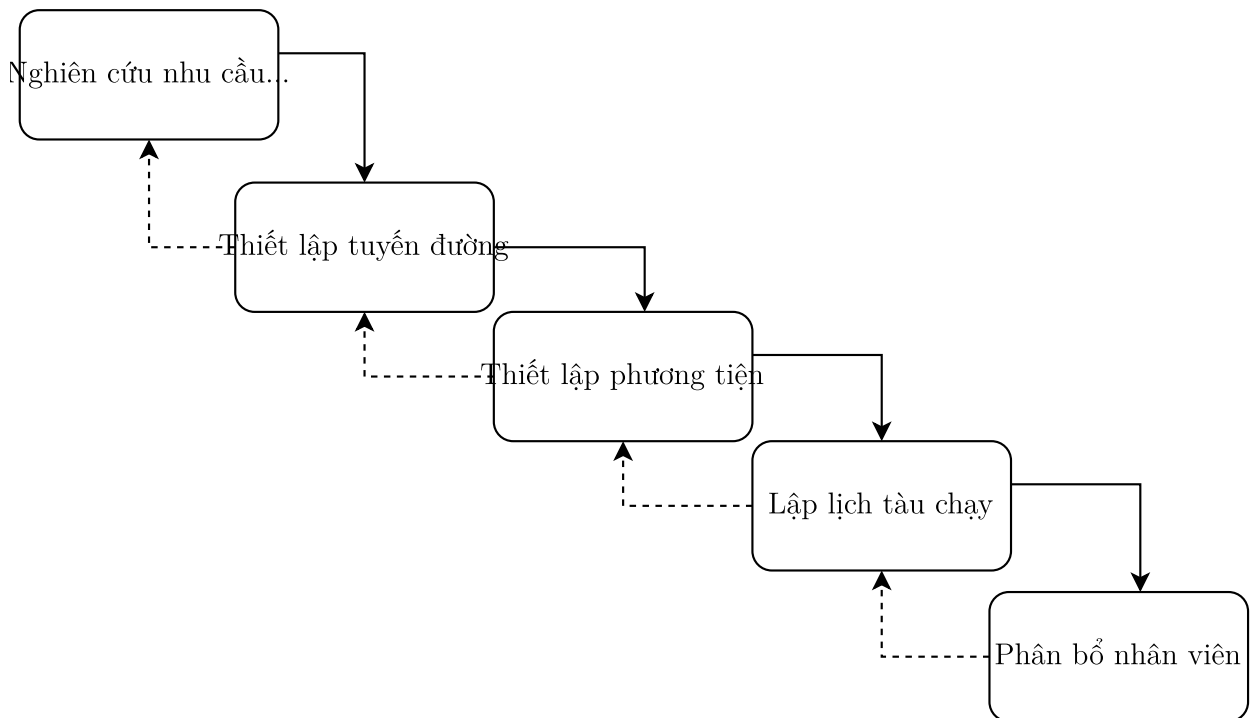 Nghiên cứu nhu cầu...
Thiết lập tuyến đường
Thiết lập phương tiện
Lập lịch tàu chạy
Phân bổ nhân viên